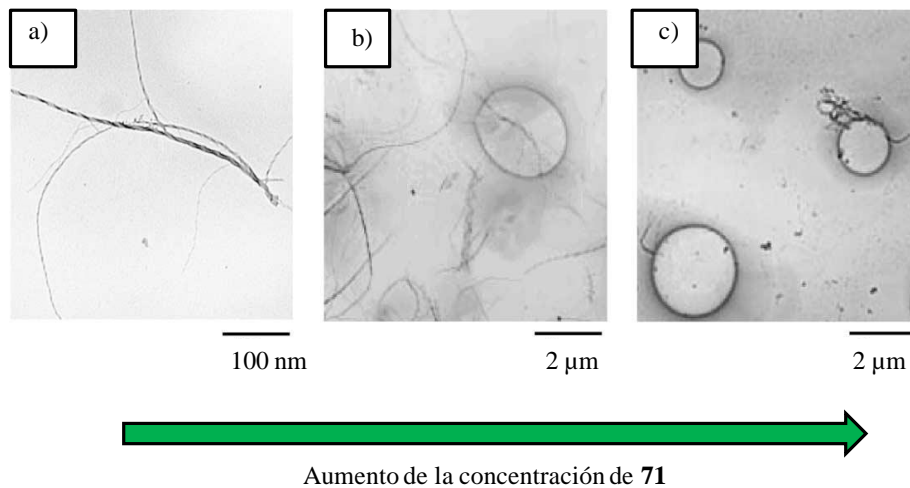 a)
b)
c)
100 nm
2 µm
2 µm
Aumento de la concentración de 71